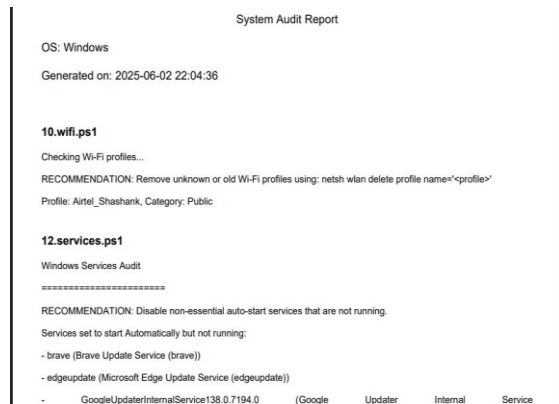 System Audit Report
OS: Windows
Generated on: 2025-06-02 22:04:36
10.wifi.ps1
Checking Wi-Fi profiles...
RECOMMENDATION: Remove unknown or old Wi-Fi profiles using: netsh wlan delete profile name='<profile>'
Profile: Airtel_Shashank, Category: Public
12.services.ps1
Windows Services Audit
=======================
RECOMMENDATION: Disable non-essential auto-start services that are not running.
Services set to start Automatically but not running:
- brave (Brave Update Service (brave))
- edgeupdate (Microsoft Edge Update Service (edgeupdate))
- GoogleUpdaterInternalService138.0.7194.0 (Google Updater Internal Service